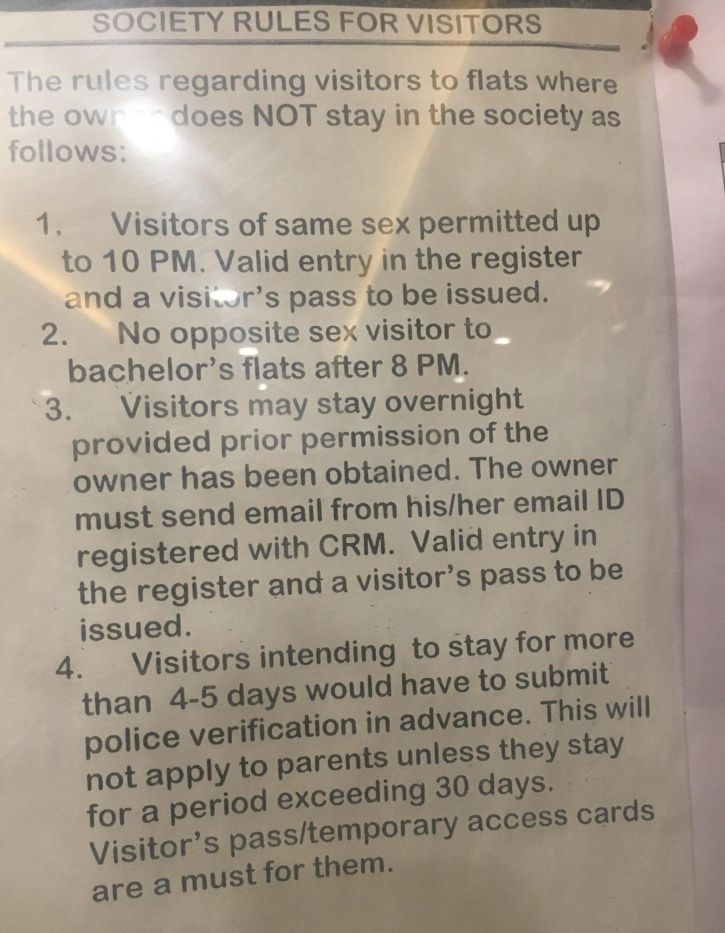 SOCIETY RULES FOR VISITORS
The rules regarding visitors to flats where
the owner does NOT stay in the society as
follows:
1. Visitors of same sex permitted up
to 10 PM. Valid entry in the register
and a visitor's pass to be issued.
2. No opposite sex visitor to
bachelor's flats after 8 PM.
3. Visitors may stay overnight
provided prior permission of the
owner has been obtained. The owner
must send email from his/her email ID
registered with CRM. Valid entry in
the register and a visitor's pass to be
issued.
4. Visitors intending to stay for more
than 4-5 days would have to submit
police verification in advance. This will
not apply to parents unless they stay
for a period exceeding 30 days.
Visitor's pass/temporary access cards
are a must for them.